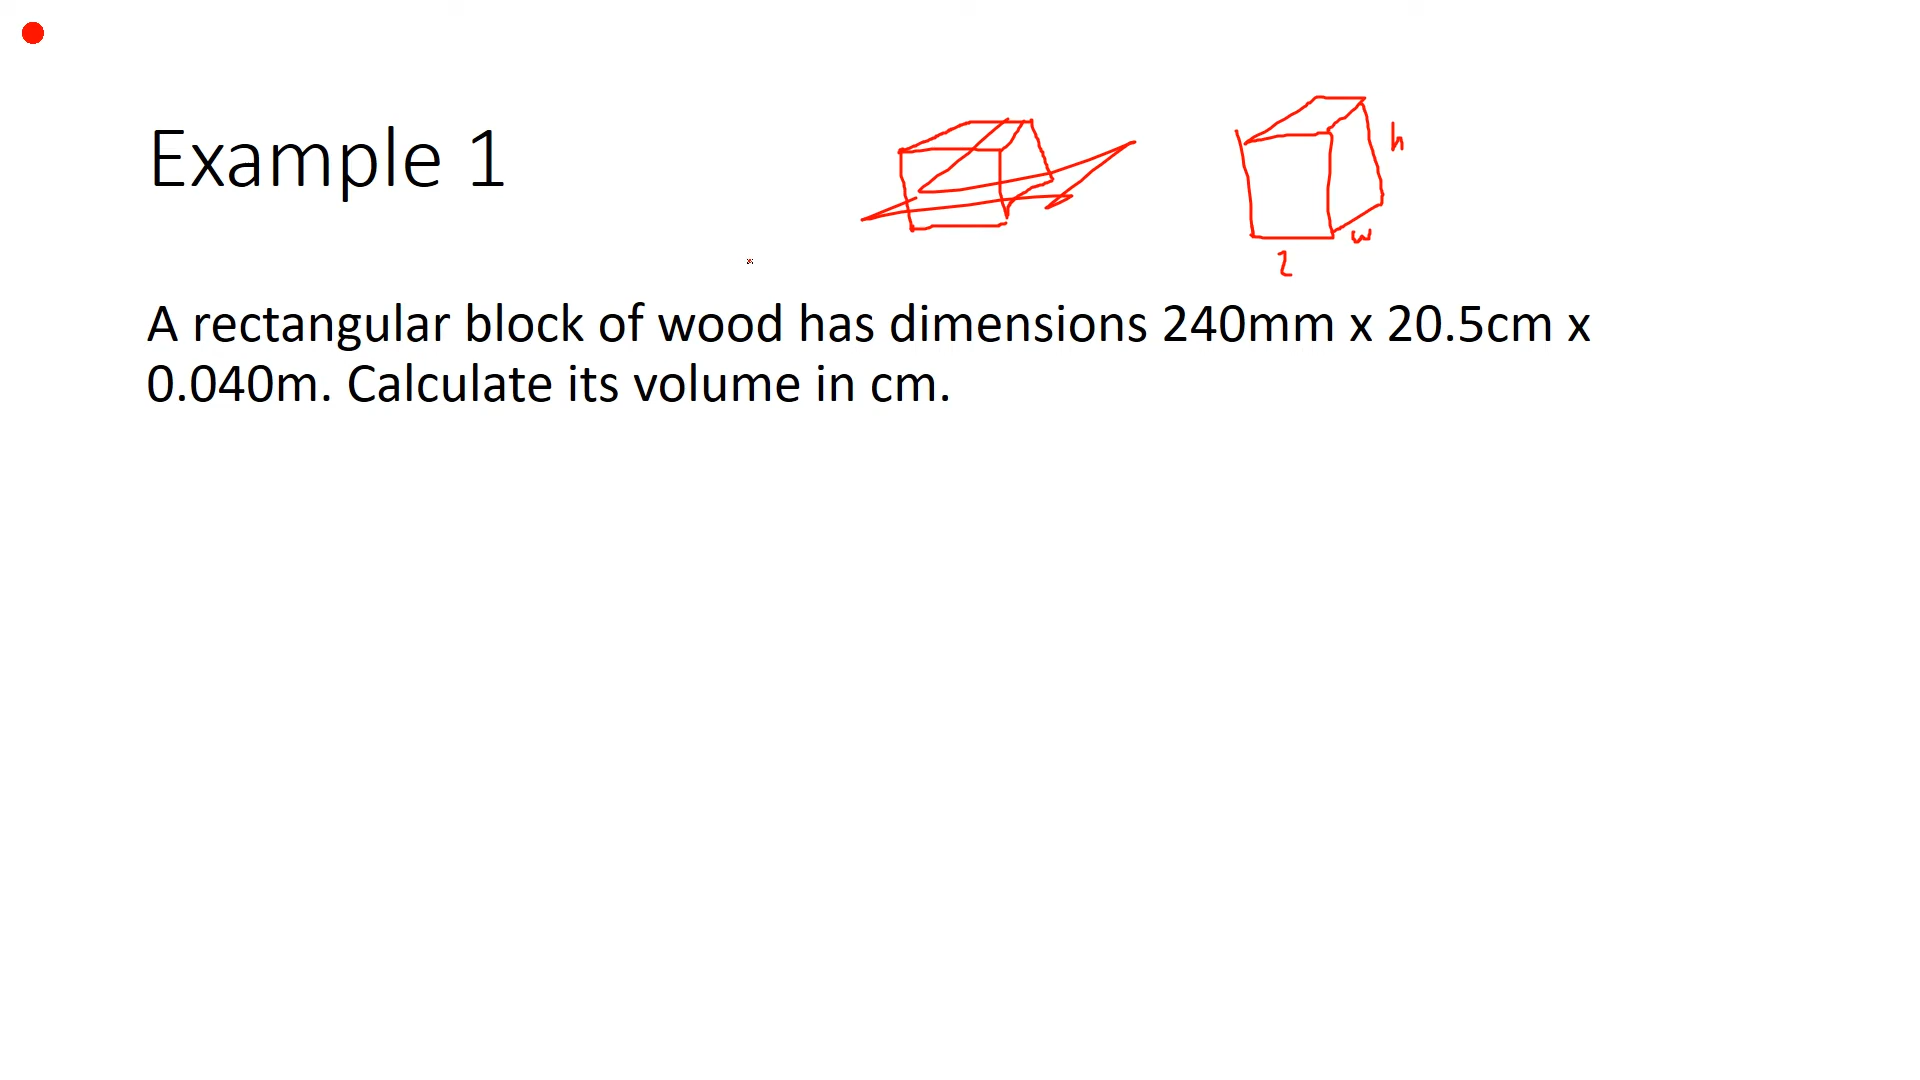 Example 1
h
w
l
A rectangular block of wood has dimensions 240mm x 20.5cm x
0.040m. Calculate its volume in cm.